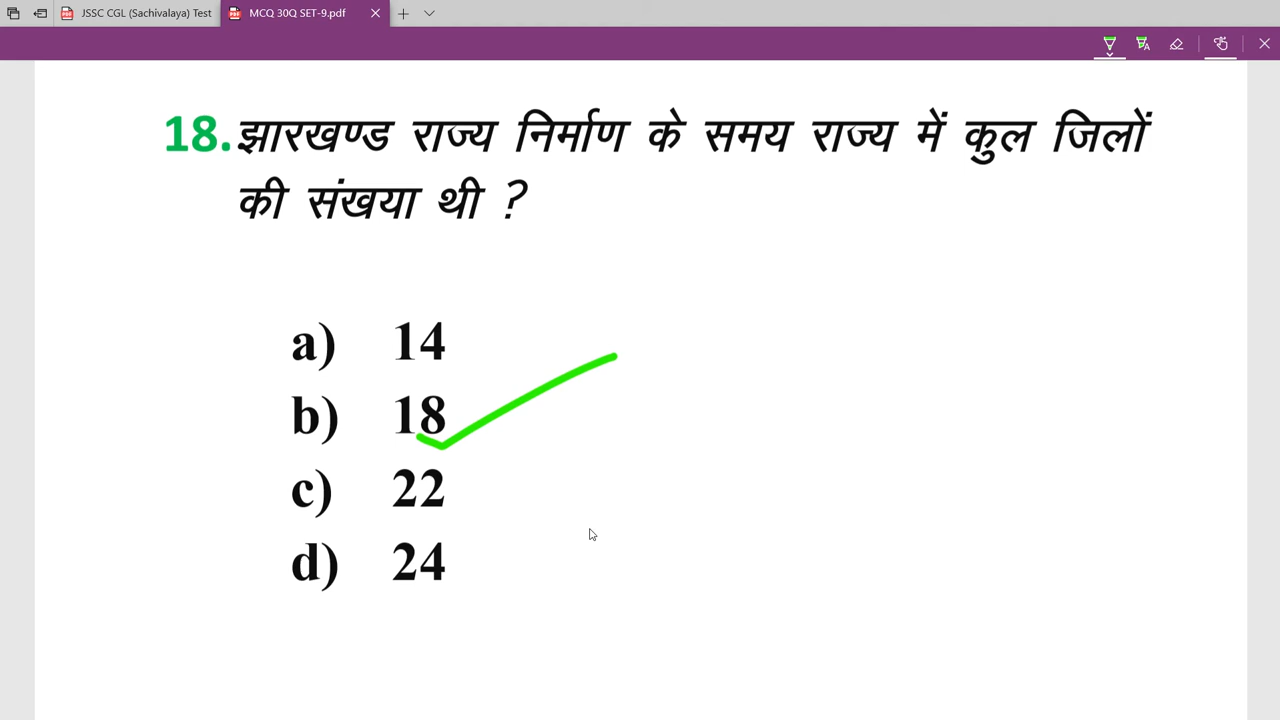 JSSC CGL (Sachivalaya) Test
MCQ 30Q SET-9.pdf
18. झारखण्ड राज्य निर्माण के समय राज्य में कुल जिलों
की संखया थी ?
a) 14
b) 18
c) 22
d) 24